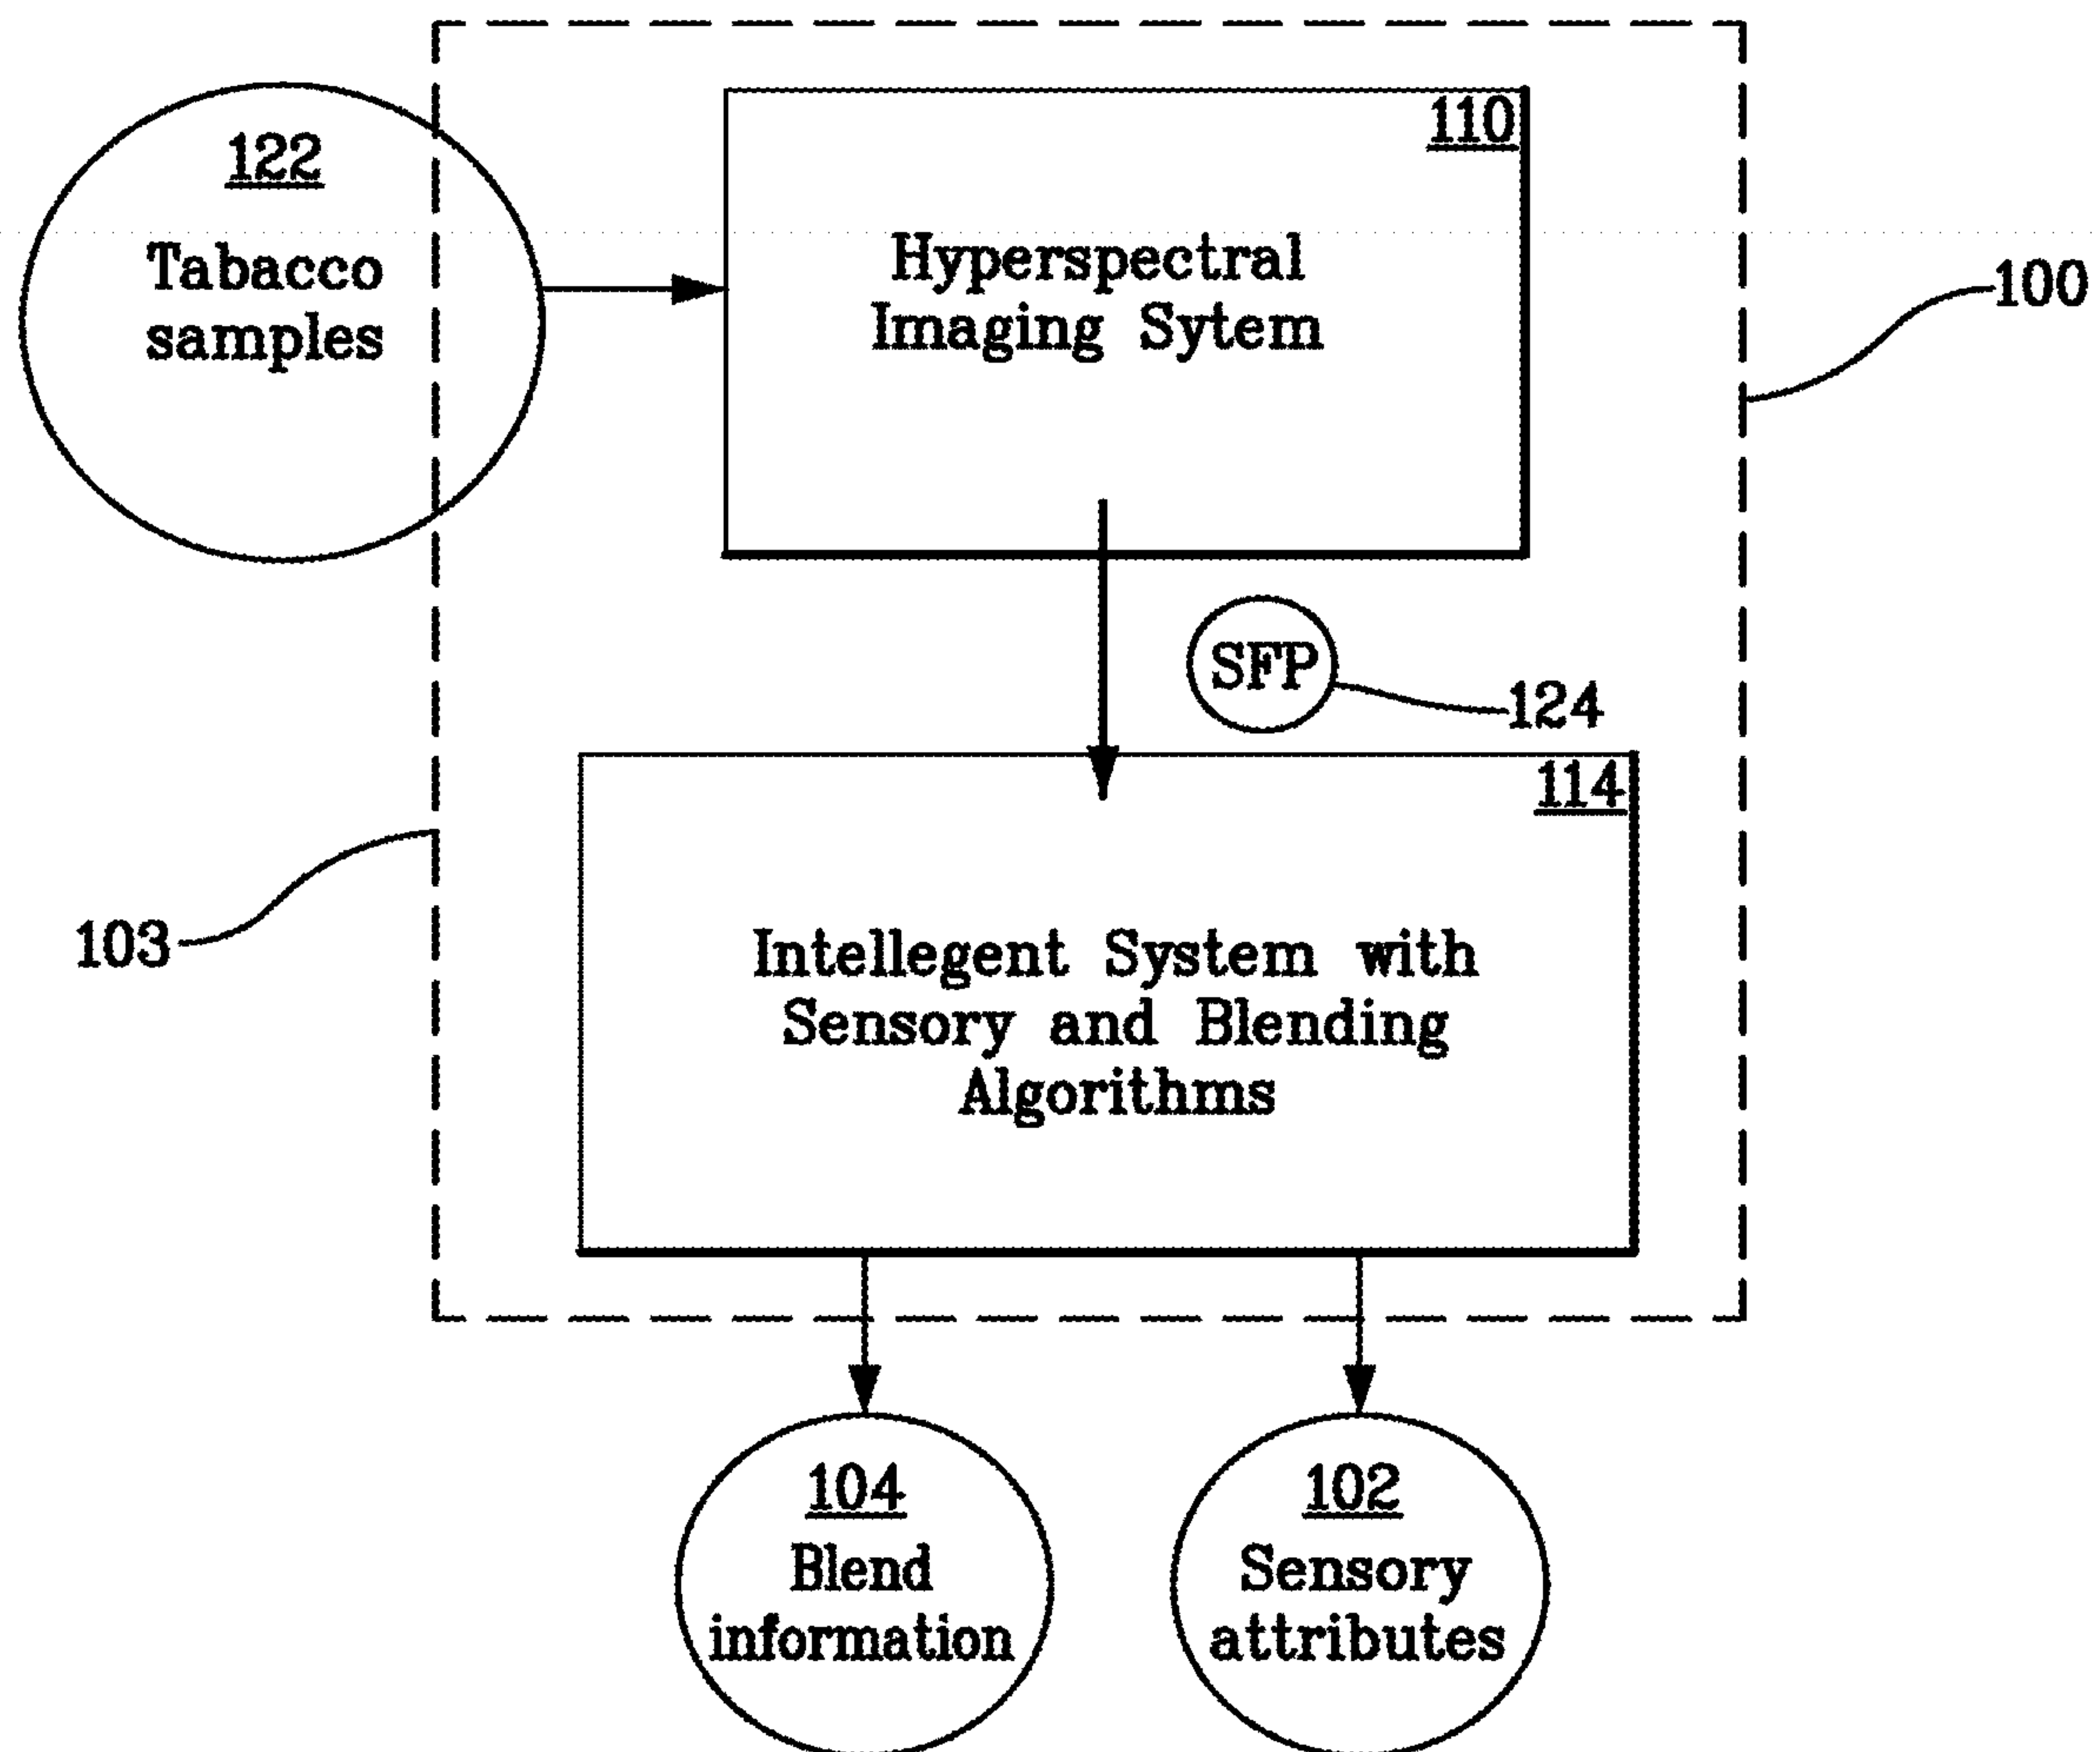 122
Tabacco
samples
110
Hyperspectral
Imaging Sytem
100
SFP
124
114
103
Intellegent System with
Sensory and Blending
Algorithms
104
Blend
information
102
Sensory
attributes